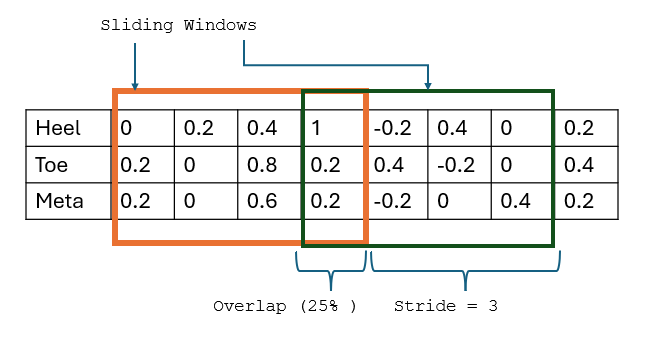 Sliding Windows
Heel 0 0.2 0.4 1 -0.2 0.4 0 0.2
Toe 0.2 0 0.8 0.2 0.4 -0.2 0 0.4
Meta 0.2 0 0.6 0.2 -0.2 0 0.4 0.2
Overlap (25% ) Stride = 3